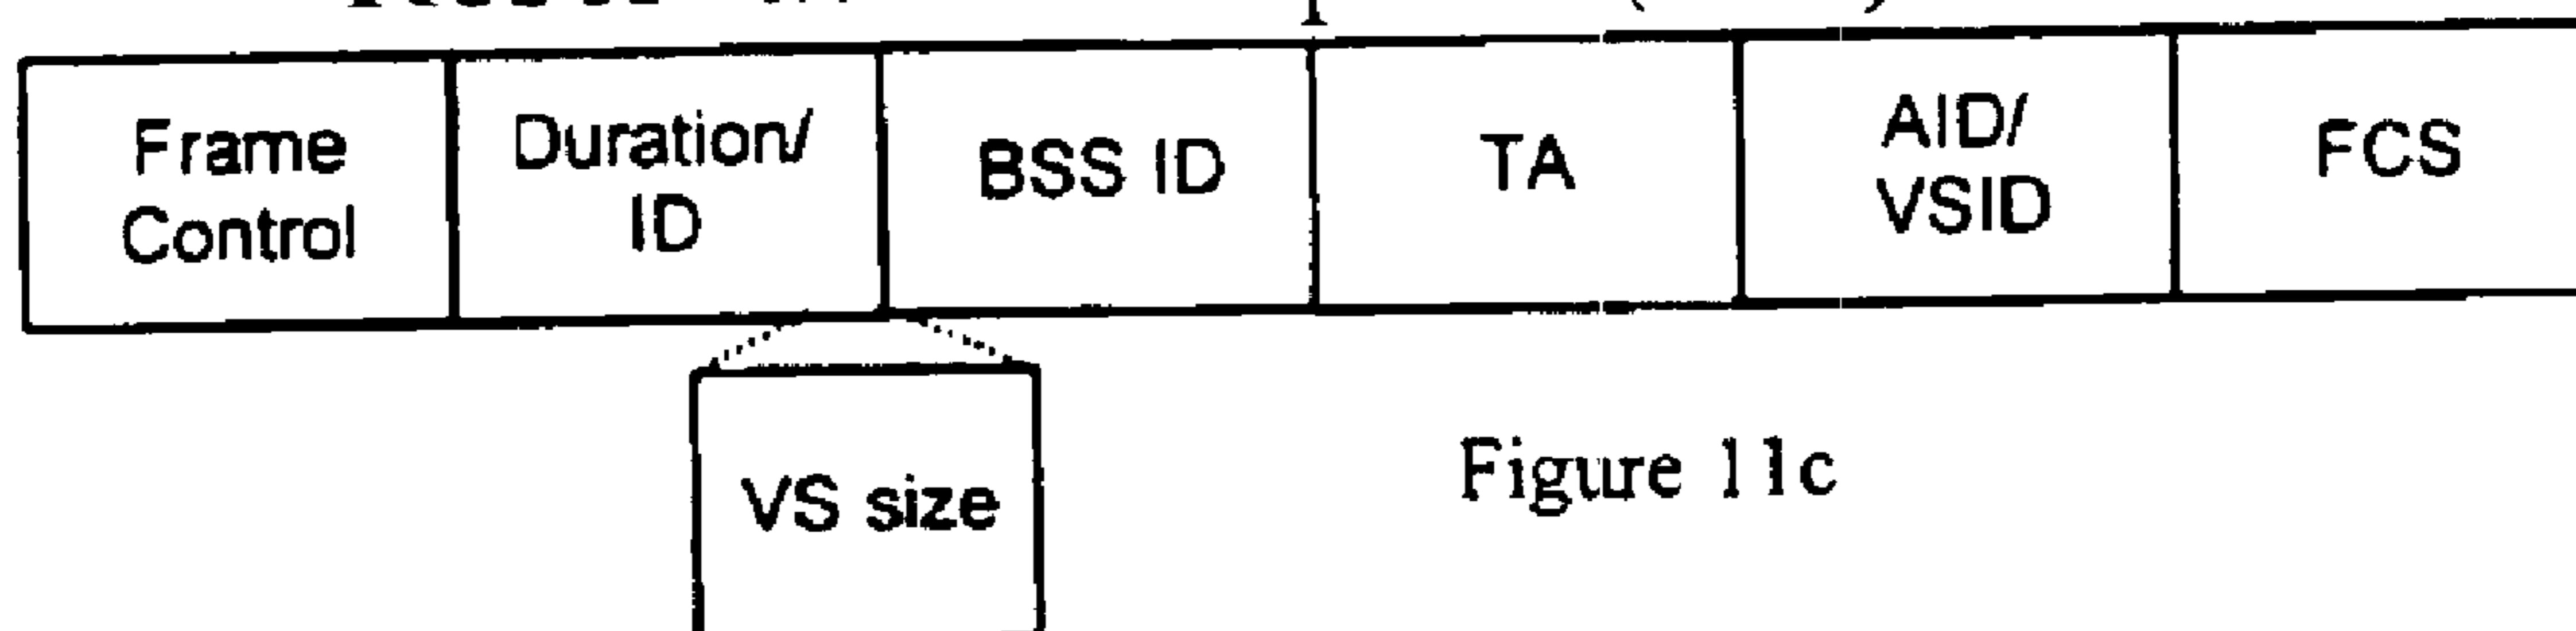 Frame
Control
Duration/
ID
BSS ID
TA
AID/
VSID
FCS
VS size
Figure 11c